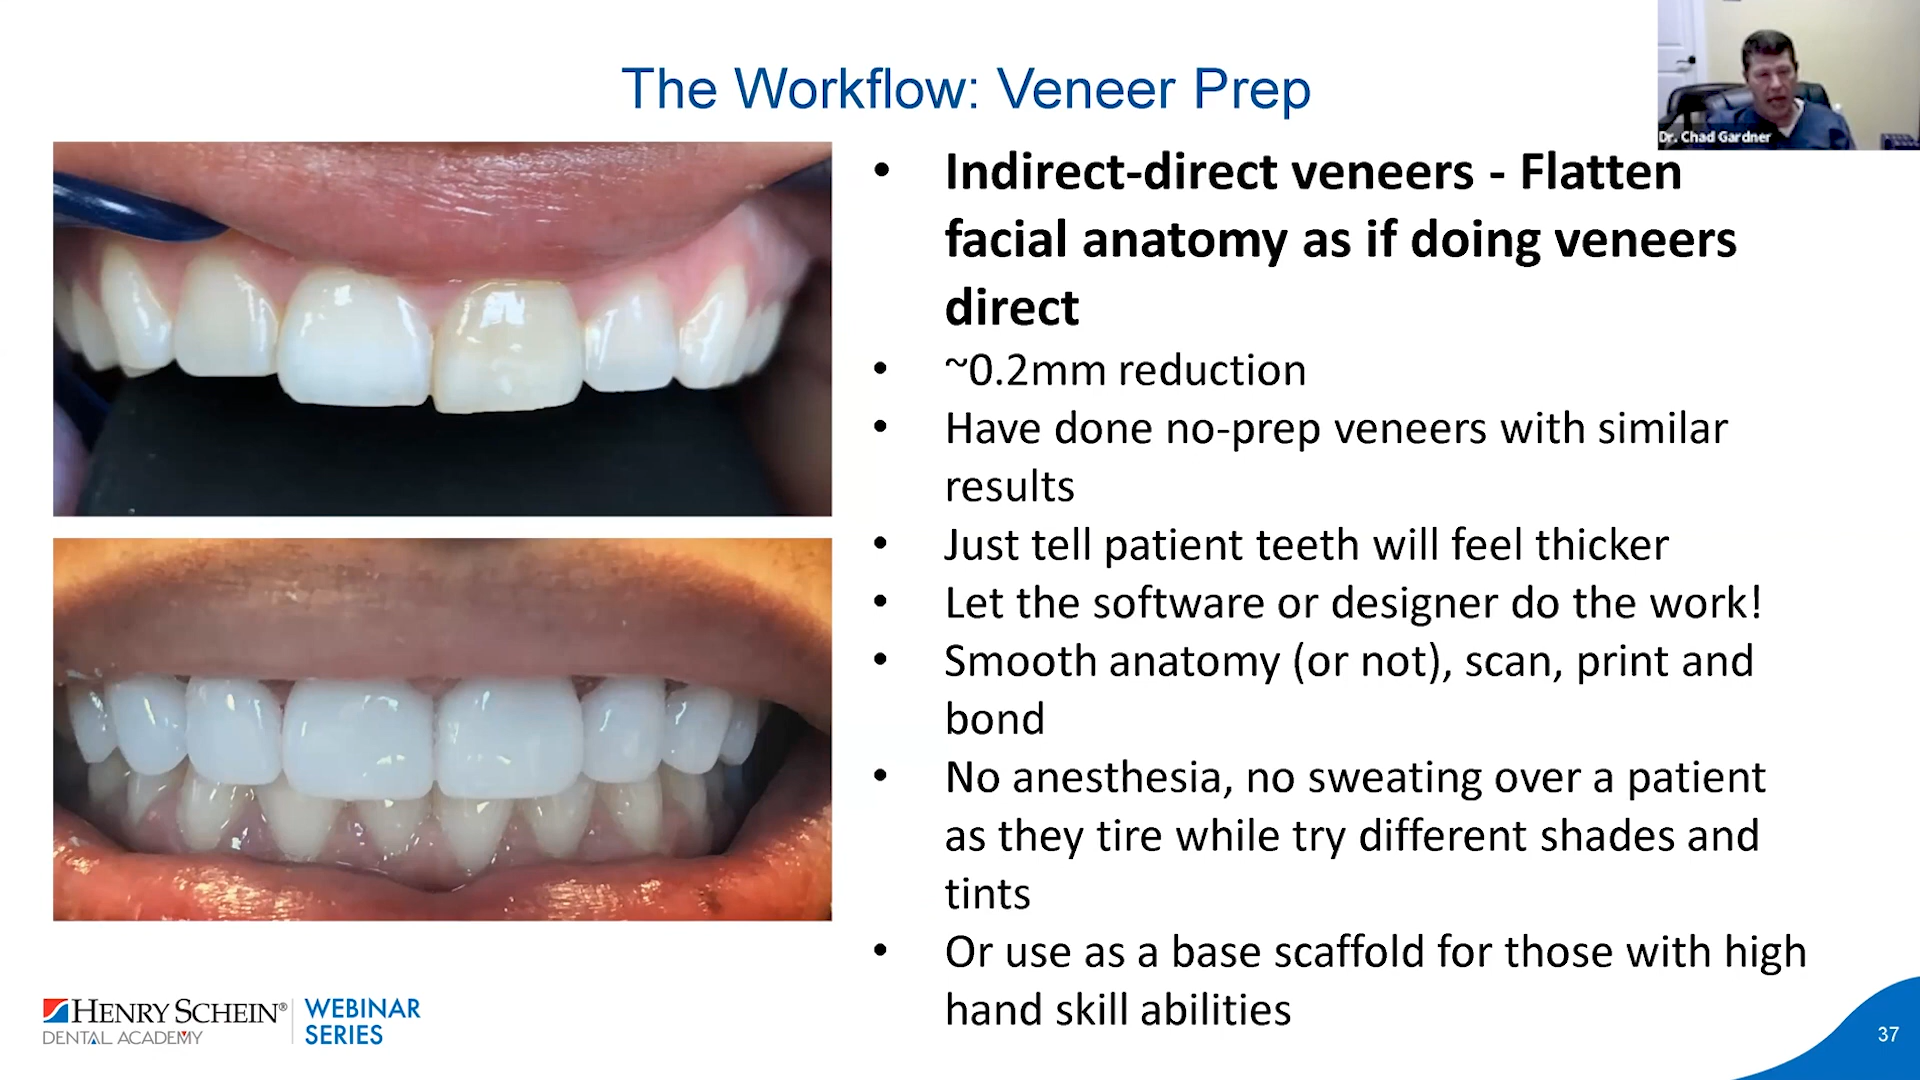 The Workflow: Veneer Prep
Dr. Chad Gardner
• Indirect-direct veneers - Flatten
facial anatomy as if doing veneers
direct
• ~0.2mm reduction
• Have done no-prep veneers with similar
results
• Just tell patient teeth will feel thicker
• Let the software or designer do the work!
• Smooth anatomy (or not), scan, print and
bond
• No anesthesia, no sweating over a patient
as they tire while try different shades and
tints
• Or use as a base scaffold for those with high
hand skill abilities
HENRY SCHEIN®
DENTAL ACADEMY
WEBINAR
SERIES
37